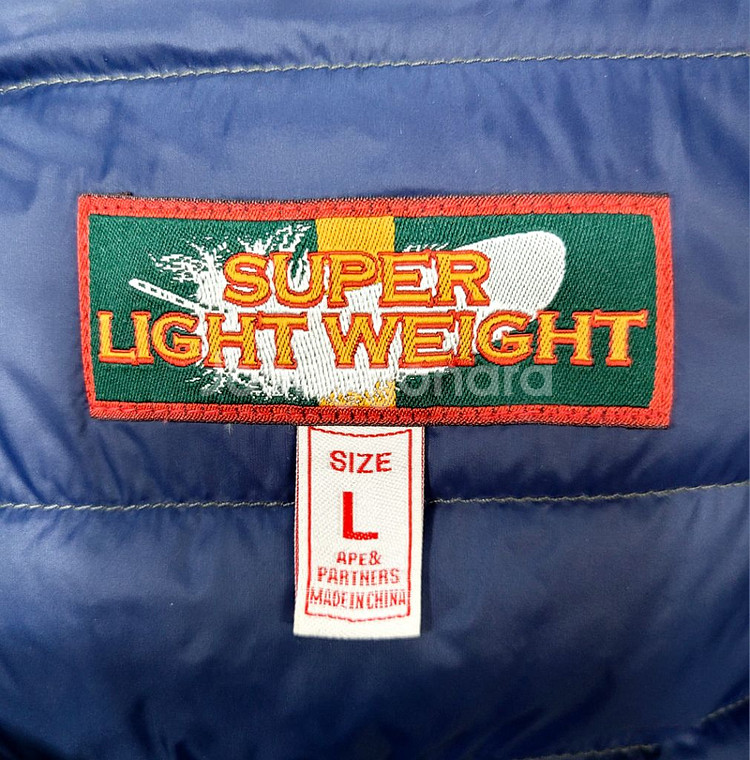 SUPER
LIGHT WEIGHT
SIZE
L
APE&
PARTNERS
MADE IN CHINA